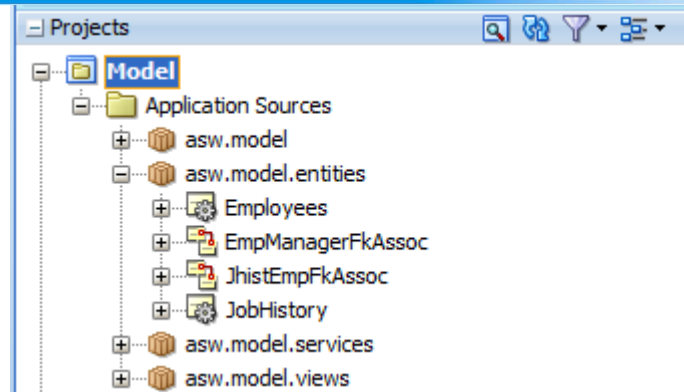 Projects
Model
Application Sources
asw.model
asw.model.entities
Employees
EmpManagerFkAssoc
JhistEmpFkAssoc
JobHistory
asw.model.services
asw.model.views